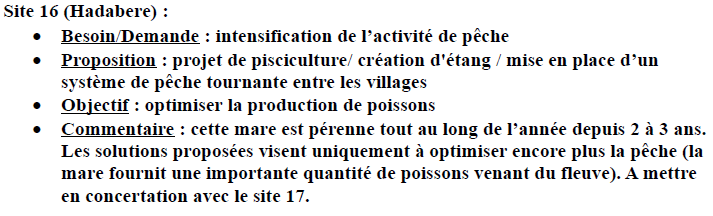 Site 16 (Hadabere) :
• Besoin/Demande : intensification de l’activité de pêche
• Proposition : projet de pisciculture/ création d'étang / mise en place d’un
système de pêche tournante entre les villages
• Objectif : optimiser la production de poissons
• Commentaire : cette mare est pérenne tout au long de l’année depuis 2 à 3 ans.
Les solutions proposées visent uniquement à optimiser encore plus la pêche (la
mare fournit une importante quantité de poissons venant du fleuve). A mettre
en concertation avec le site 17.